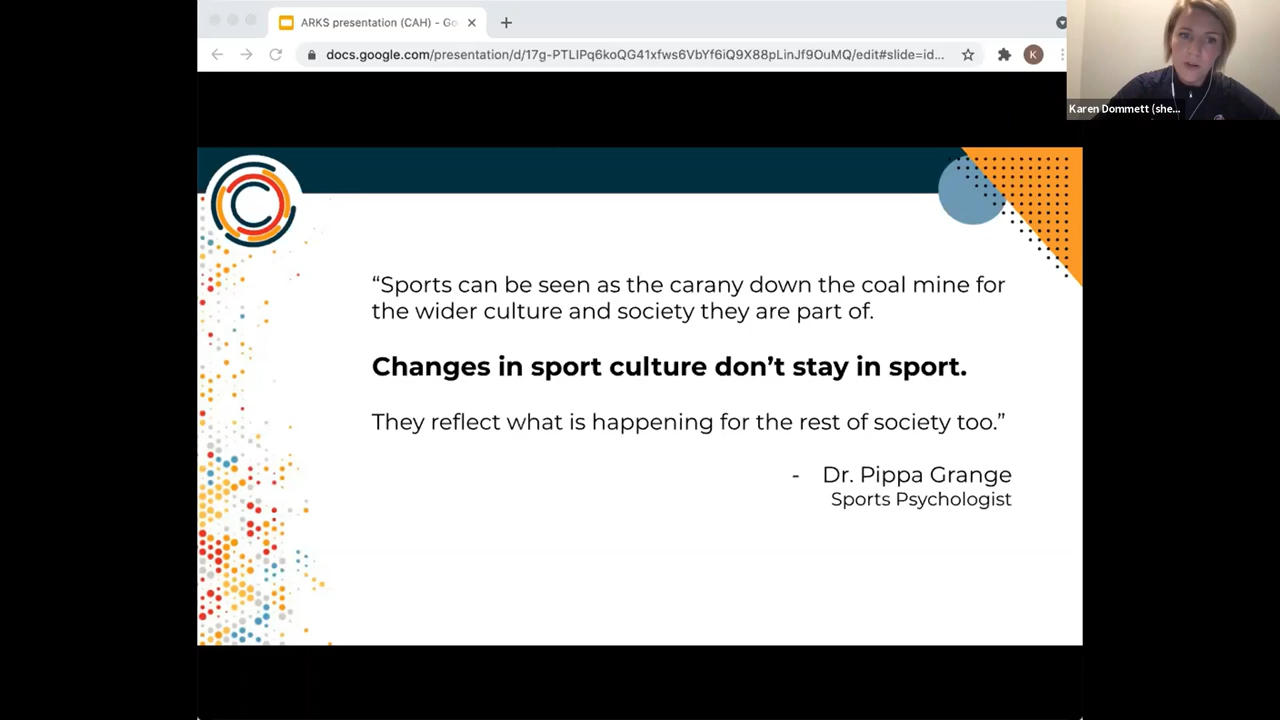 ARKS presentation (CAH) - Go
docs.google.com/presentation/d/17g-PTLIPq6koQG41xfws6VbYf6iQ9X88pLinJf9OuMQ/edit#slide=id...
K
Karen Dommett (she...
“Sports can be seen as the carany down the coal mine for
the wider culture and society they are part of.
Changes in sport culture don’t stay in sport.
They reflect what is happening for the rest of society too.”
- Dr. Pippa Grange
Sports Psychologist